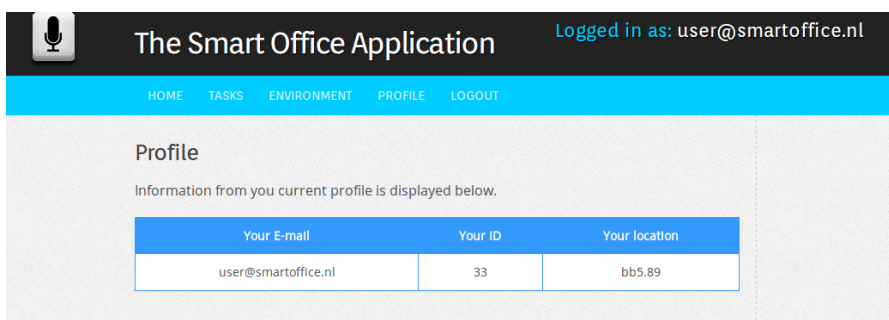 The Smart Office Application
Logged in as: user@smartoffice.nl
HOME TASKS ENVIRONMENT PROFILE LOGOUT
Profile
Information from you current profile is displayed below.
Your E-mail Your ID Your location
user@smartoffice.nl 33 bb5.89